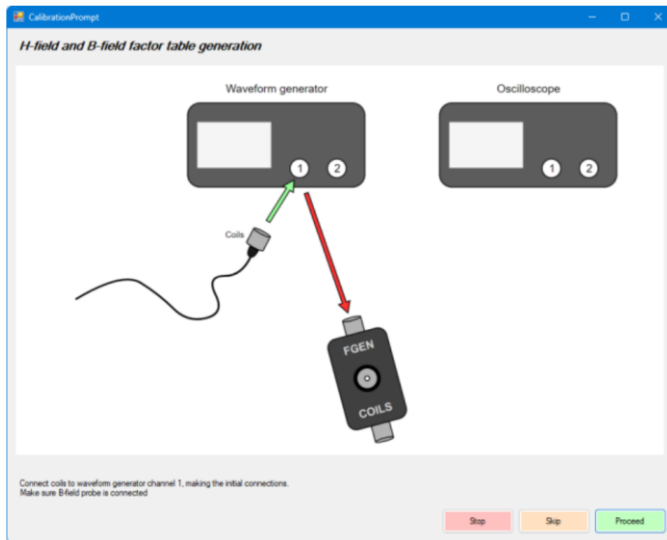 CalibrationPrompt
H-field and B-field factor table generation
Waveform generator
Oscilloscope
1
2
1
2
Coils
FGEN
COILS
Connect coils to waveform generator channel 1, making the initial connections.
Make sure B-field probe is connected
Stop
Skip
Proceed